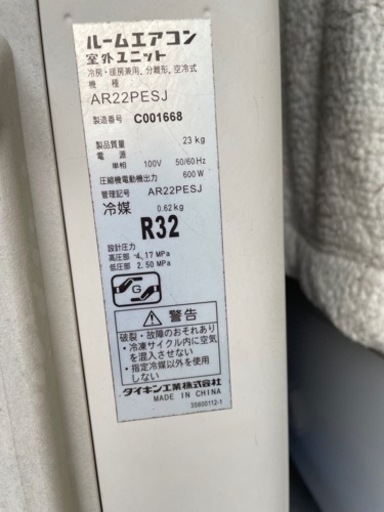 ルームエアコン
室外ユニット
冷房・暖房兼用, 分離形, 空冷式
機 種
AR22PESJ
製造番号 C001668
製品質量 23 kg
電 源
単相 100V 50/60 Hz
圧縮機電動機出力 600 W
管理記号 AR22PESJ
冷媒 0.62 kg
R32
設計圧力
高圧部 4.17 MPa
低圧部 2.50 MPa
G
警告
破裂・故障のおそれあり
・冷凍サイクル内に空気
を混入させない
・指定冷媒以外を使用
しない
ダイキン工業株式会社
MADE IN CHINA
3S600112-1